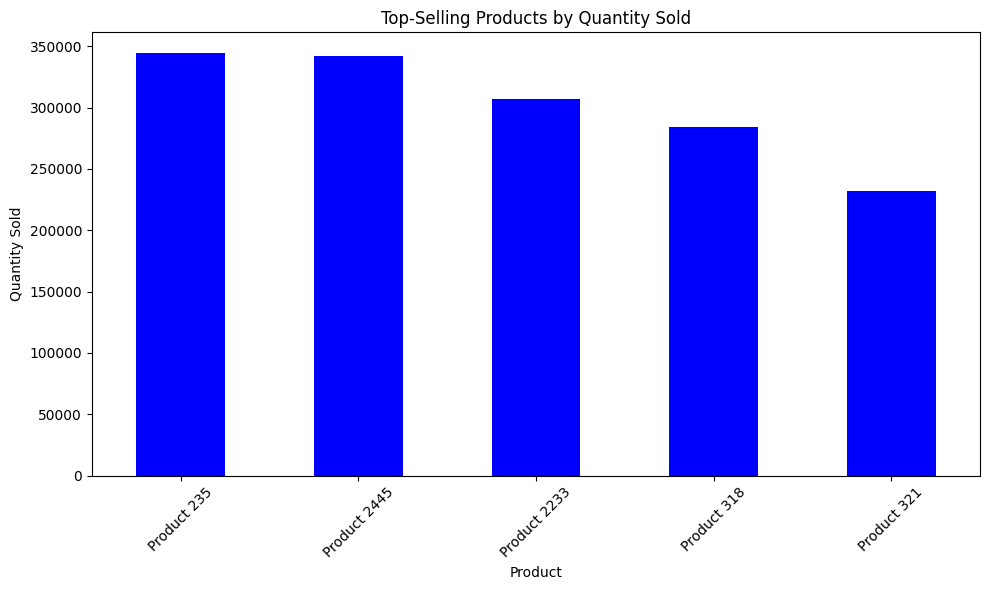 Top-Selling Products by Quantity Sold
Quantity Sold
350000
300000
250000
200000
150000
100000
50000
0
Product 235
Product 2445
Product 2233
Product 318
Product 321
Product